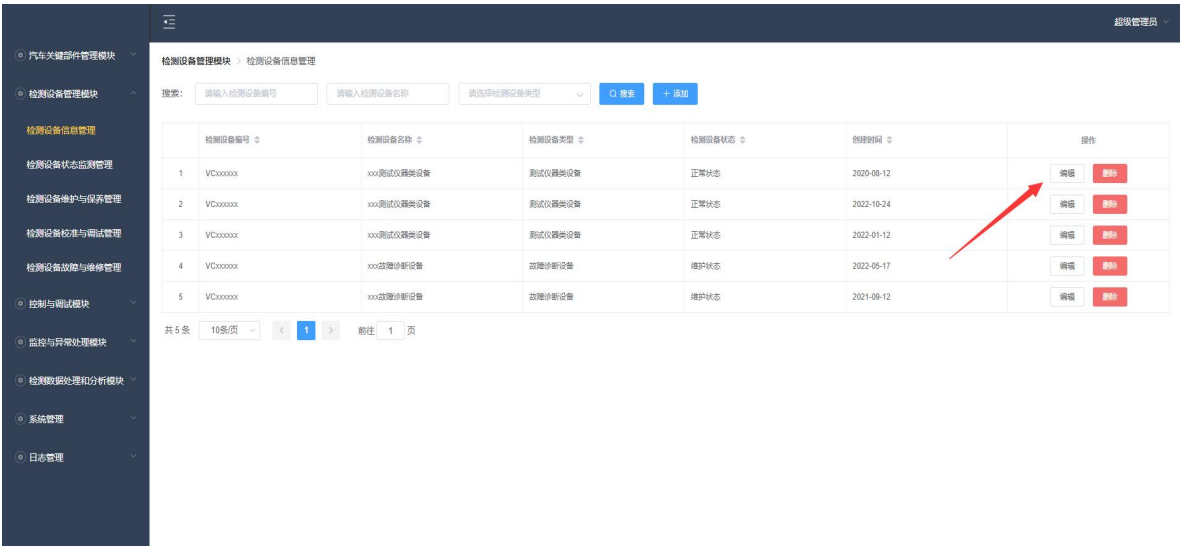 超级管理员
汽车关键部件管理模块
检测设备管理模块
检测设备信息管理
检测设备状态监测管理
检测设备维护与保养管理
检测设备校准与调试管理
检测设备故障与维修管理
控制与调试模块
监控与异常处理模块
检测数据处理和分析模块
系统管理
日志管理
检测设备管理模块 > 检测设备信息管理
搜索： 请输入检测设备编号 请输入检测设备名称 请选择检测设备类型 搜索 + 添加
检测设备编号 检测设备名称 检测设备类型 检测设备状态 创建时间 操作
1 VCxxxxxx xxx测试仪器类设备 测试仪器类设备 正常状态 2020-08-12 编辑 删除
2 VCxxxxxx xxx测试仪器类设备 测试仪器类设备 正常状态 2022-10-24 编辑 删除
3 VCxxxxxx xxx测试仪器类设备 测试仪器类设备 正常状态 2022-01-12 编辑 删除
4 VCxxxxxx xxx故障诊断设备 故障诊断设备 维护状态 2022-05-17 编辑 删除
5 VCxxxxxx xxx故障诊断设备 故障诊断设备 维护状态 2021-09-12 编辑 删除
共 5 条 10条/页 < 1 > 前往 1 页